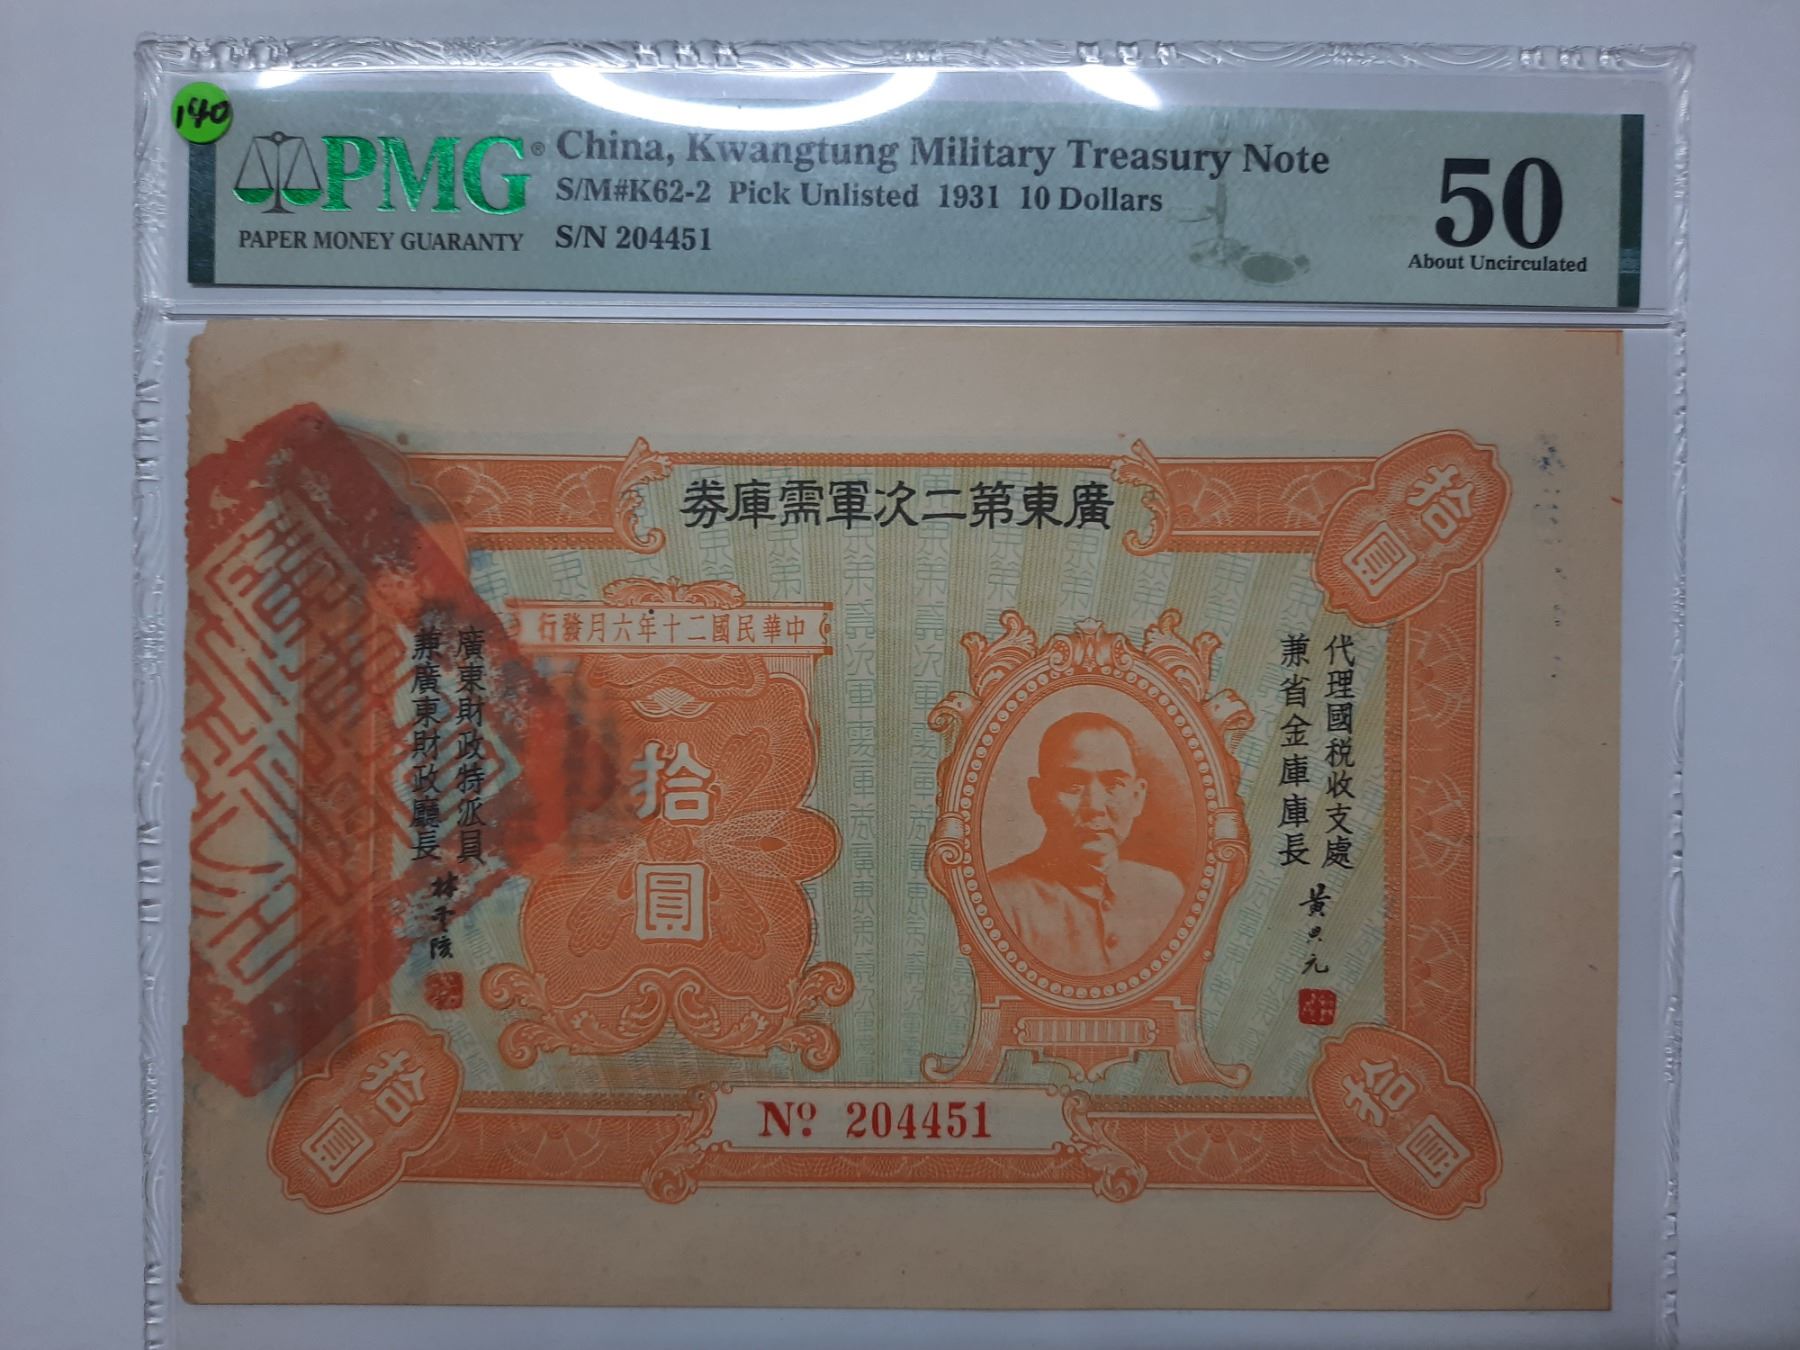 140
PMG®
PAPER MONEY GUARANTY
China, Kwangtung Military Treasury Note
S/M#K62-2 Pick Unlisted 1931 10 Dollars
S/N 204451
50
About Uncirculated
廣東第二次軍需庫券
拾圓
中華民國二十年六月發行
代理國稅收支處
兼省金庫庫長
黃元
拾圓
廣東財政特派員
兼廣東財政廳長
林
拾圓
拾圓
No. 204451